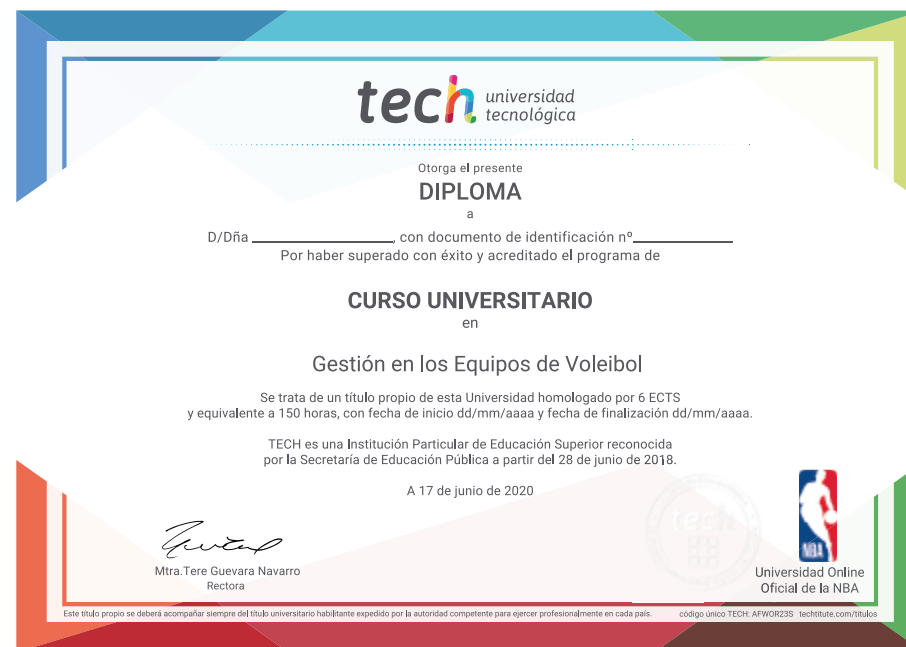 tech universidad
tecnológica
Otorga el presente
DIPLOMA
a
D/Dña ____________________, con documento de identificación nº______________
Por haber superado con éxito y acreditado el programa de
CURSO UNIVERSITARIO
en
Gestión en los Equipos de Voleibol
Se trata de un título propio de esta Universidad homologado por 6 ECTS
y equivalente a 150 horas, con fecha de inicio dd/mm/aaaa y fecha de finalización dd/mm/aaaa.
TECH es una Institución Particular de Educación Superior reconocida
por la Secretaría de Educación Pública a partir del 28 de junio de 2018.
A 17 de junio de 2020
tech
NBA
Mtra.Tere Guevara Navarro
Rectora
Universidad Online
Oficial de la NBA
Este título propio se deberá acompañar siempre del título universitario habilitante expedido por la autoridad competente para ejercer profesionalmente en cada país.
código único TECH: AFWOR23S techtitute.com/titulos